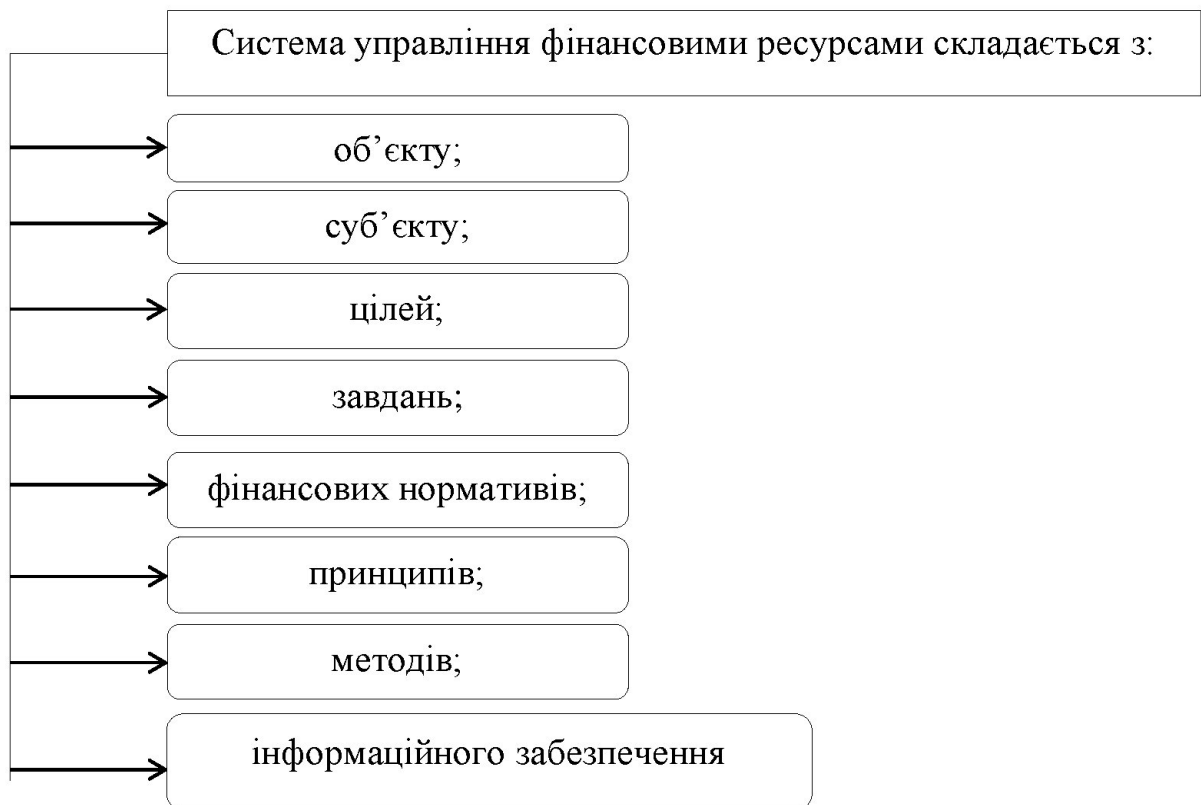 Система управління фінансовими ресурсами складається з:
об’єкту;
суб’єкту;
цілей;
завдань;
фінансових нормативів;
принципів;
методів;
інформаційного забезпечення